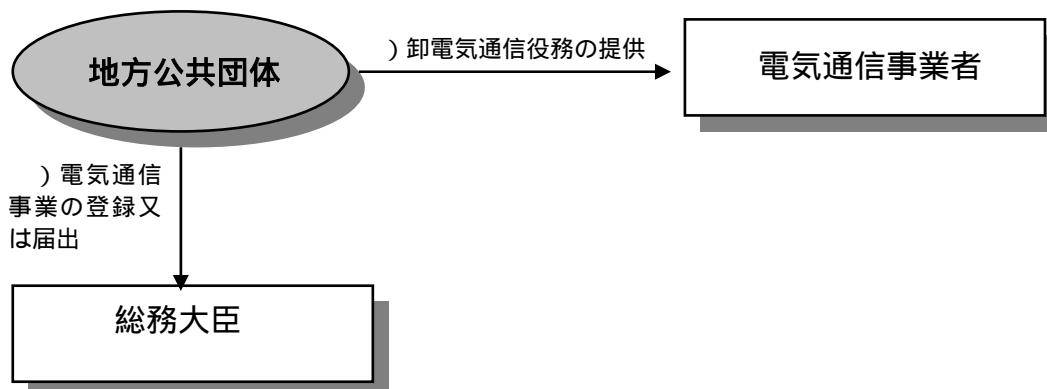 地方公共団体
）卸電気通信役務の提供
電気通信事業者
）電気通信
事業の登録又
は届出
総務大臣